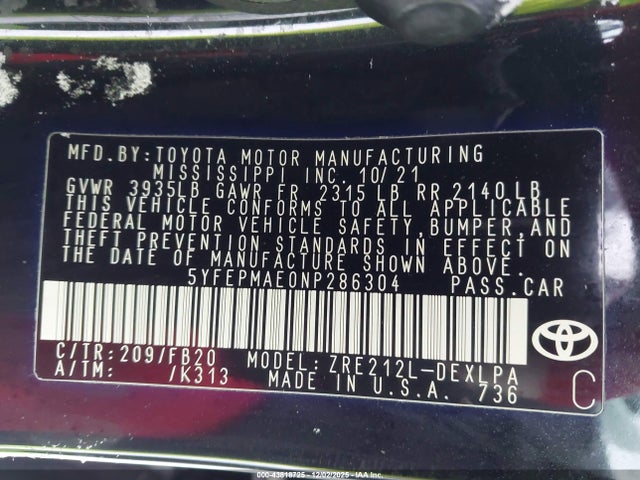 MFD. BY: TOYOTA MOTOR MANUFACTURING
MISSISSIPPI INC. 10/21
GVWR 3935LB GAWR FR 2315 LB RR 2140 LB
THIS VEHICLE CONFORMS TO ALL APPLICABLE
FEDERAL MOTOR VEHICLE SAFETY, BUMPER, AND
THEFT PREVENTION STANDARDS IN EFFECT ON
THE DATE OF MANUFACTURE SHOWN ABOVE.
5YFEPMAE0NP286304 PASS. CAR
C/TR: 209/FB20 MODEL: ZRE212L-DEXLPA
A/TM: /K313 MADE IN U.S.A. 736
C
000-43818725 - 12/02/2025 - IAA Inc.